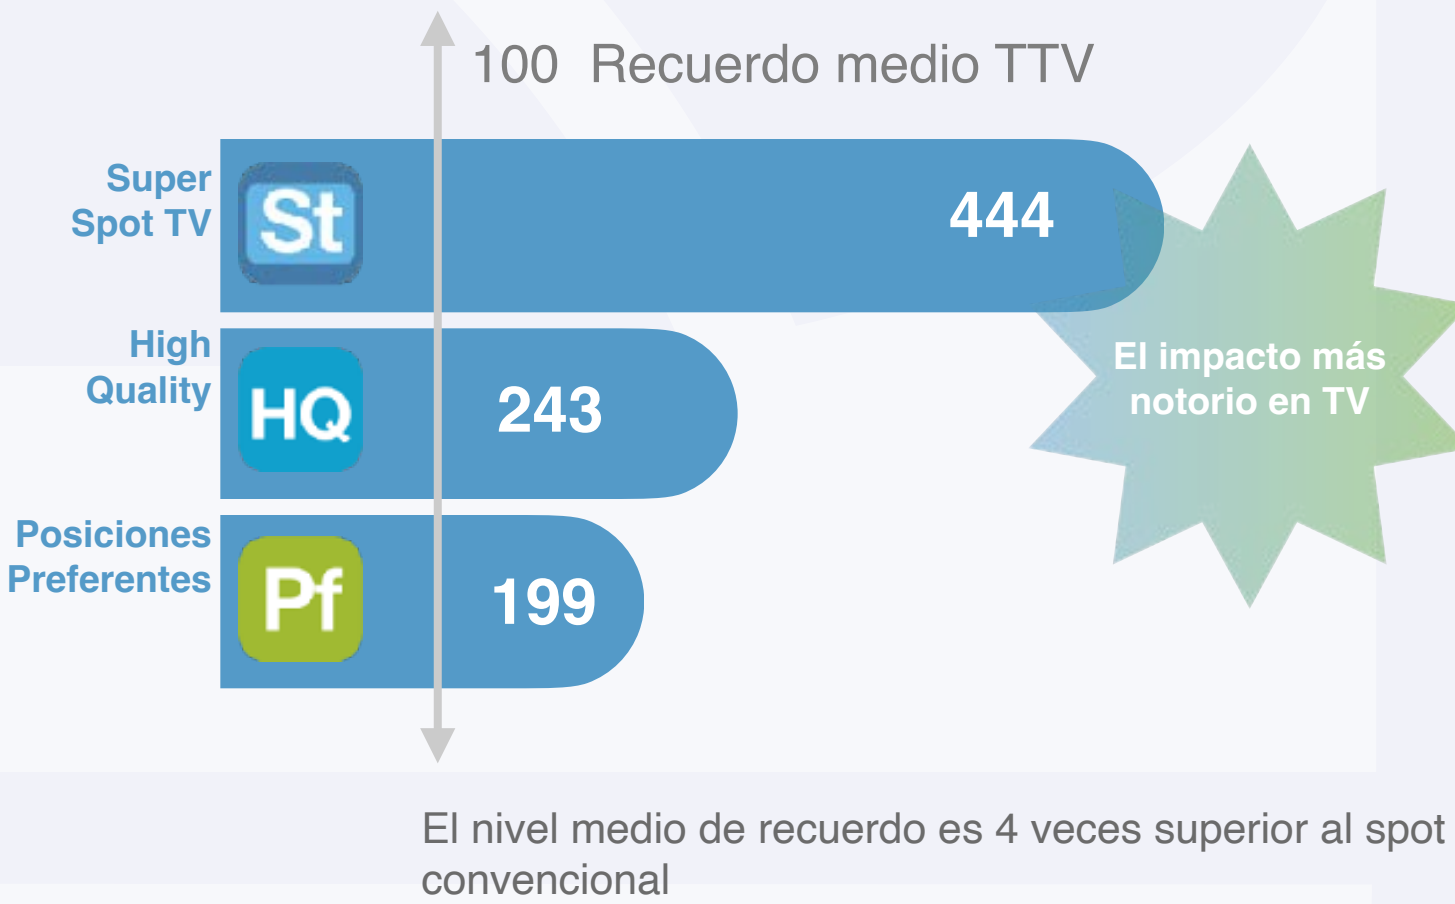 100 Recuerdo medio TTV
Super
Spot TV
St
444
High
Quality
HQ
243
El impacto más
notorio en TV
Posiciones
Preferentes
Pf
199
El nivel medio de recuerdo es 4 veces superior al spot
convencional